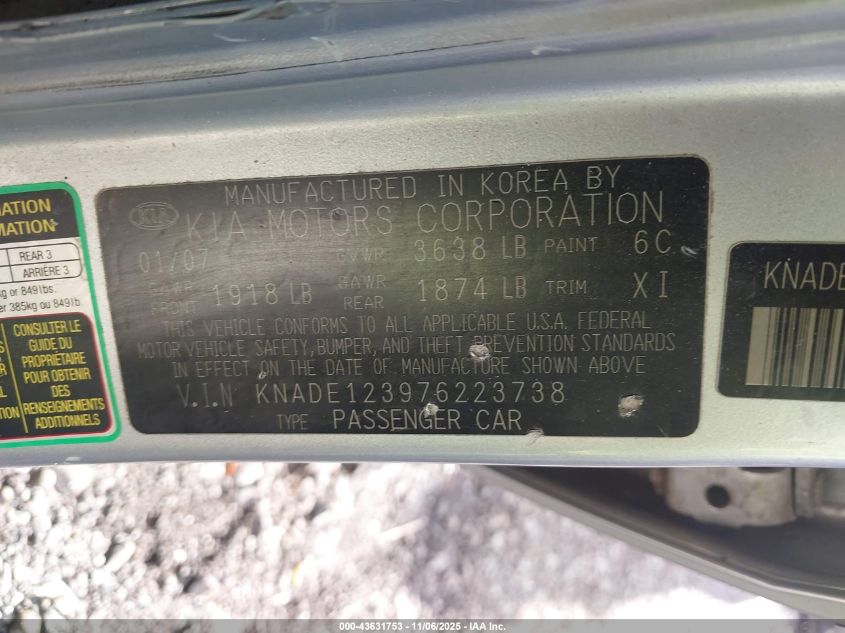 MANUFACTURED IN KOREA BY
KIA KIA MOTORS CORPORATION
01/07 GVWR 3638 LB PAINT 6C
GAWR FRONT 1918 LB GAWR REAR 1874 LB TRIM XI
THIS VEHICLE CONFORMS TO ALL APPLICABLE U.S.A. FEDERAL
MOTOR VEHICLE, SAFETY, BUMPER, AND THEFT PREVENTION STANDARDS
IN EFFECT ON THE DATE OF MANUFACTURE SHOWN ABOVE
V.I.N KNADE123976223738
TYPE PASSENGER CAR
REAR 3
ARRIÈRE 3
kg or 849lbs.
er 385kg ou 849lb
CONSULTER LE
GUIDE DU
PROPRIÉTAIRE
POUR OBTENIR
DES
RENSEIGNEMENTS
ADDITIONNELS
KNADE
000-43631753 — 11/06/2025 — IAA Inc.